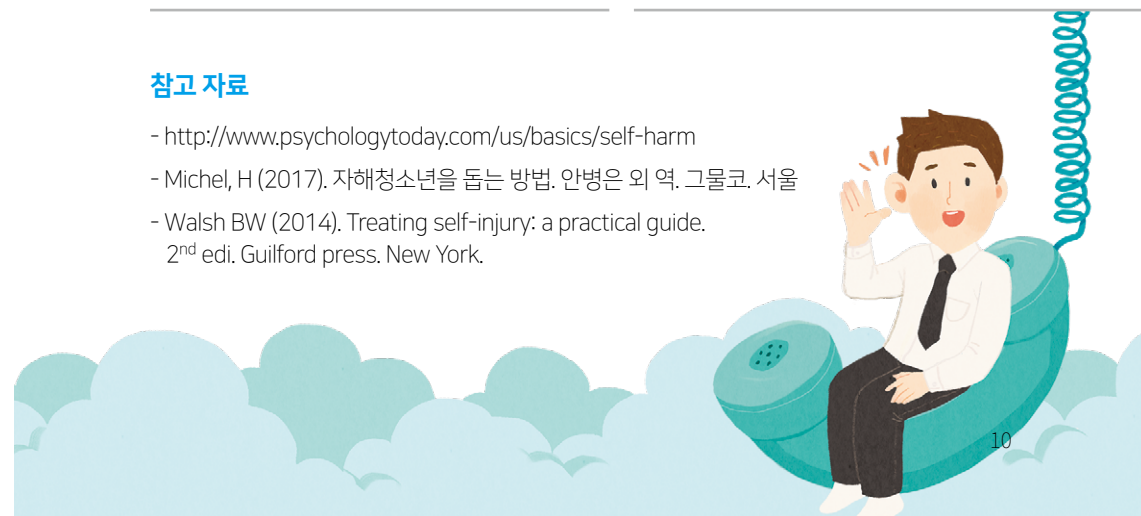 참고 자료
- http://www.psychologytoday.com/us/basics/self-harm
- Michel, H (2017). 자해청소년을 돕는 방법. 안병은 외 역. 그물코. 서울
- Walsh BW (2014). Treating self-injury: a practical guide.
2nd edi. Guilford press. New York.
10